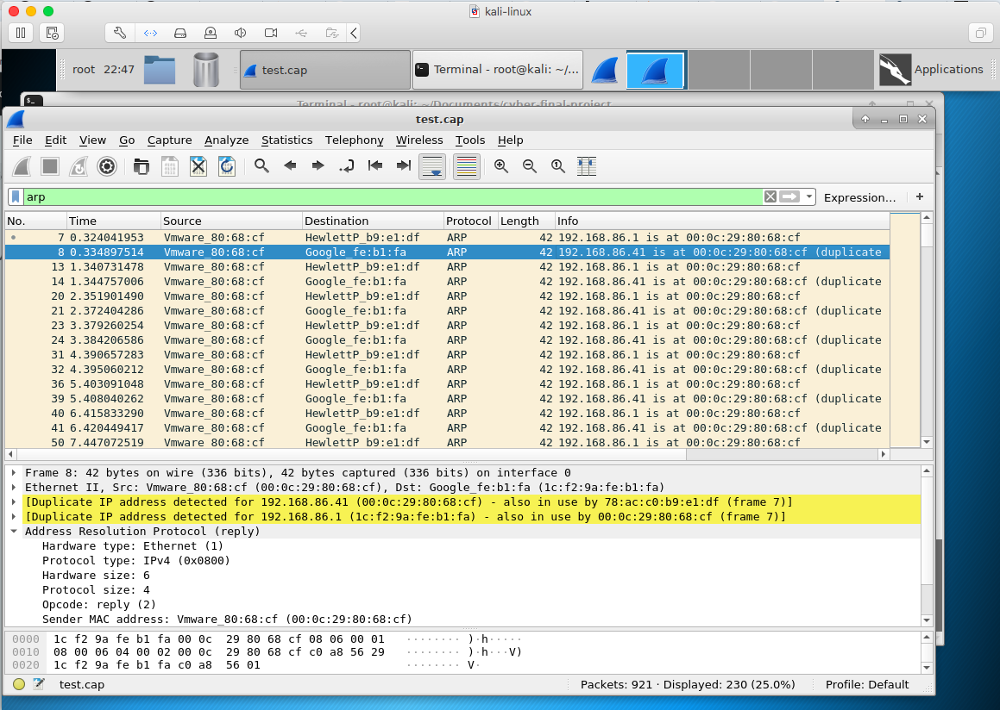 kali-linux
root 22:47 test.cap Terminal - root@kali: ~/... Applications
Terminal - root@kali: ~/Documents/cyber-final-project
test.cap
File Edit View Go Capture Analyze Statistics Telephony Wireless Tools Help
arp Expression... +
No. Time Source Destination Protocol Length Info
7 0.324041953 Vmware_80:68:cf HewlettP_b9:e1:df ARP 42 192.168.86.1 is at 00:0c:29:80:68:cf
8 0.334897514 Vmware_80:68:cf Google_fe:b1:fa ARP 42 192.168.86.41 is at 00:0c:29:80:68:cf (duplicate
13 1.340731478 Vmware_80:68:cf HewlettP_b9:e1:df ARP 42 192.168.86.1 is at 00:0c:29:80:68:cf
14 1.344757006 Vmware_80:68:cf Google_fe:b1:fa ARP 42 192.168.86.41 is at 00:0c:29:80:68:cf (duplicate
20 2.351901490 Vmware_80:68:cf HewlettP_b9:e1:df ARP 42 192.168.86.1 is at 00:0c:29:80:68:cf
21 2.372404286 Vmware_80:68:cf Google_fe:b1:fa ARP 42 192.168.86.41 is at 00:0c:29:80:68:cf (duplicate
23 3.379260254 Vmware_80:68:cf HewlettP_b9:e1:df ARP 42 192.168.86.1 is at 00:0c:29:80:68:cf
24 3.384206586 Vmware_80:68:cf Google_fe:b1:fa ARP 42 192.168.86.41 is at 00:0c:29:80:68:cf (duplicate
31 4.390657283 Vmware_80:68:cf HewlettP_b9:e1:df ARP 42 192.168.86.1 is at 00:0c:29:80:68:cf
32 4.395060212 Vmware_80:68:cf Google_fe:b1:fa ARP 42 192.168.86.41 is at 00:0c:29:80:68:cf (duplicate
36 5.403091048 Vmware_80:68:cf HewlettP_b9:e1:df ARP 42 192.168.86.1 is at 00:0c:29:80:68:cf
39 5.408040262 Vmware_80:68:cf Google_fe:b1:fa ARP 42 192.168.86.41 is at 00:0c:29:80:68:cf (duplicate
40 6.415833290 Vmware_80:68:cf HewlettP_b9:e1:df ARP 42 192.168.86.1 is at 00:0c:29:80:68:cf
41 6.420449417 Vmware_80:68:cf Google_fe:b1:fa ARP 42 192.168.86.41 is at 00:0c:29:80:68:cf (duplicate
50 7.447072519 Vmware_80:68:cf HewlettP_b9:e1:df ARP 42 192.168.86.1 is at 00:0c:29:80:68:cf
Frame 8: 42 bytes on wire (336 bits), 42 bytes captured (336 bits) on interface 0
Ethernet II, Src: Vmware_80:68:cf (00:0c:29:80:68:cf), Dst: Google_fe:b1:fa (1c:f2:9a:fe:b1:fa)
[Duplicate IP address detected for 192.168.86.41 (00:0c:29:80:68:cf) - also in use by 78:ac:c0:b9:e1:df (frame 7)]
[Duplicate IP address detected for 192.168.86.1 (1c:f2:9a:fe:b1:fa) - also in use by 00:0c:29:80:68:cf (frame 7)]
Address Resolution Protocol (reply)
Hardware type: Ethernet (1)
Protocol type: IPv4 (0x0800)
Hardware size: 6
Protocol size: 4
Opcode: reply (2)
Sender MAC address: Vmware_80:68:cf (00:0c:29:80:68:cf)
0000 1c f2 9a fe b1 fa 00 0c 29 80 68 cf 08 06 00 01 ········ )·h·····
0010 08 00 06 04 00 02 00 0c 29 80 68 cf c0 a8 56 29 ········ )·h···V)
0020 1c f2 9a fe b1 fa c0 a8 56 01 ········ V·
test.cap Packets: 921 · Displayed: 230 (25.0%) Profile: Default